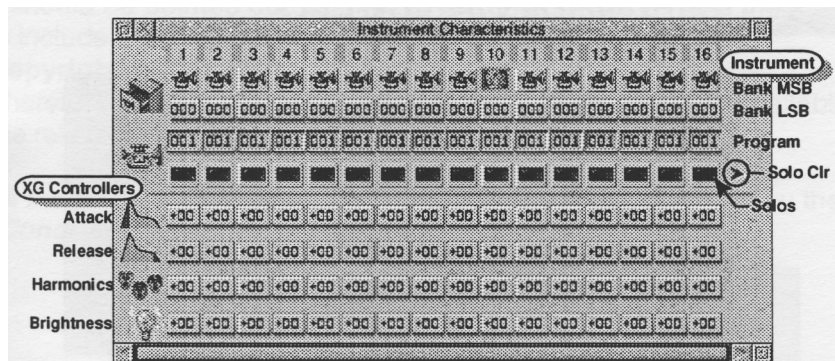 Instrument Characteristics
1 2 3 4 5 6 7 8 9 10 11 12 13 14 15 16
Instrument
Bank MSB
000 000 000 000 000 000 000 000 000 000 000 000 000 000 000 000
Bank LSB
001 001 001 001 001 001 001 001 001 001 001 001 001 001 001 001
Program
Solo Clr
Solos
XG Controllers
Attack
+00 +00 +00 +00 +00 +00 +00 +00 +00 +00 +00 +00 +00 +00 +00 +00
Release
+00 +00 +00 +00 +00 +00 +00 +00 +00 +00 +00 +00 +00 +00 +00 +00
Harmonics
+00 +00 +00 +00 +00 +00 +00 +00 +00 +00 +00 +00 +00 +00 +00 +00
Brightness
+00 +00 +00 +00 +00 +00 +00 +00 +00 +00 +00 +00 +00 +00 +00 +00